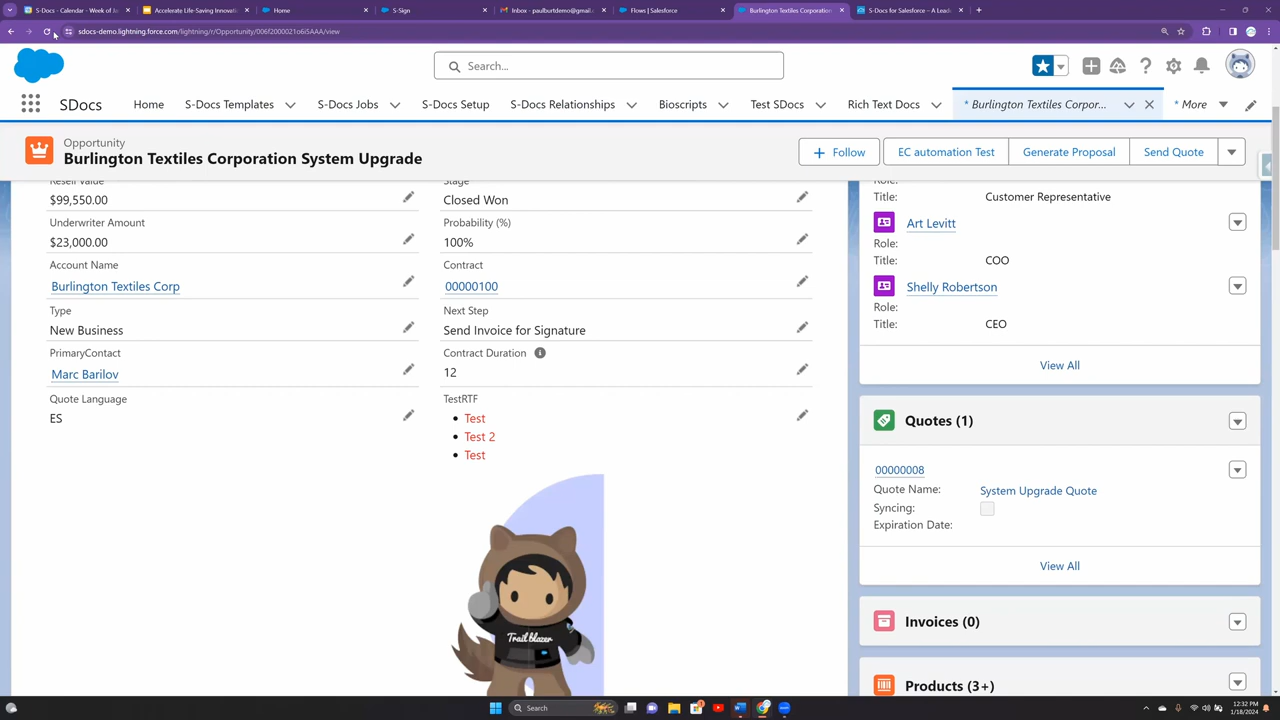 S-Docs - Calendar - Week of Ja
Accelerate Life-Saving Innovati
Home
S-Sign
Inbox - paulburtdemo@gmail.
Flows | Salesforce
Burlington Textiles Corporation
S-Docs for Salesforce – A Lead
sdocs-demo.lightning.force.com/lightning/r/Opportunity/006f2000021o6i5AAA/view
Search...
SDocs
Home
S-Docs Templates
S-Docs Jobs
S-Docs Setup
S-Docs Relationships
Bioscripts
Test SDocs
Rich Text Docs
* Burlington Textiles Corpor...
* More
Opportunity
Burlington Textiles Corporation System Upgrade
Follow
EC automation Test
Generate Proposal
Send Quote
Resell Value
$99,550.00
Underwriter Amount
$23,000.00
Account Name
Burlington Textiles Corp
Type
New Business
PrimaryContact
Marc Barilov
Quote Language
ES
Stage
Closed Won
Probability (%)
100%
Contract
00000100
Next Step
Send Invoice for Signature
Contract Duration
12
TestRTF
Test
Test 2
Test
Trailblazer
Role:
Title: Customer Representative
Art Levitt
Role:
Title: COO
Shelly Robertson
Role:
Title: CEO
View All
Quotes (1)
00000008
Quote Name: System Upgrade Quote
Syncing:
Expiration Date:
View All
Invoices (0)
Products (3+)
Search
12:32 PM
1/18/2024